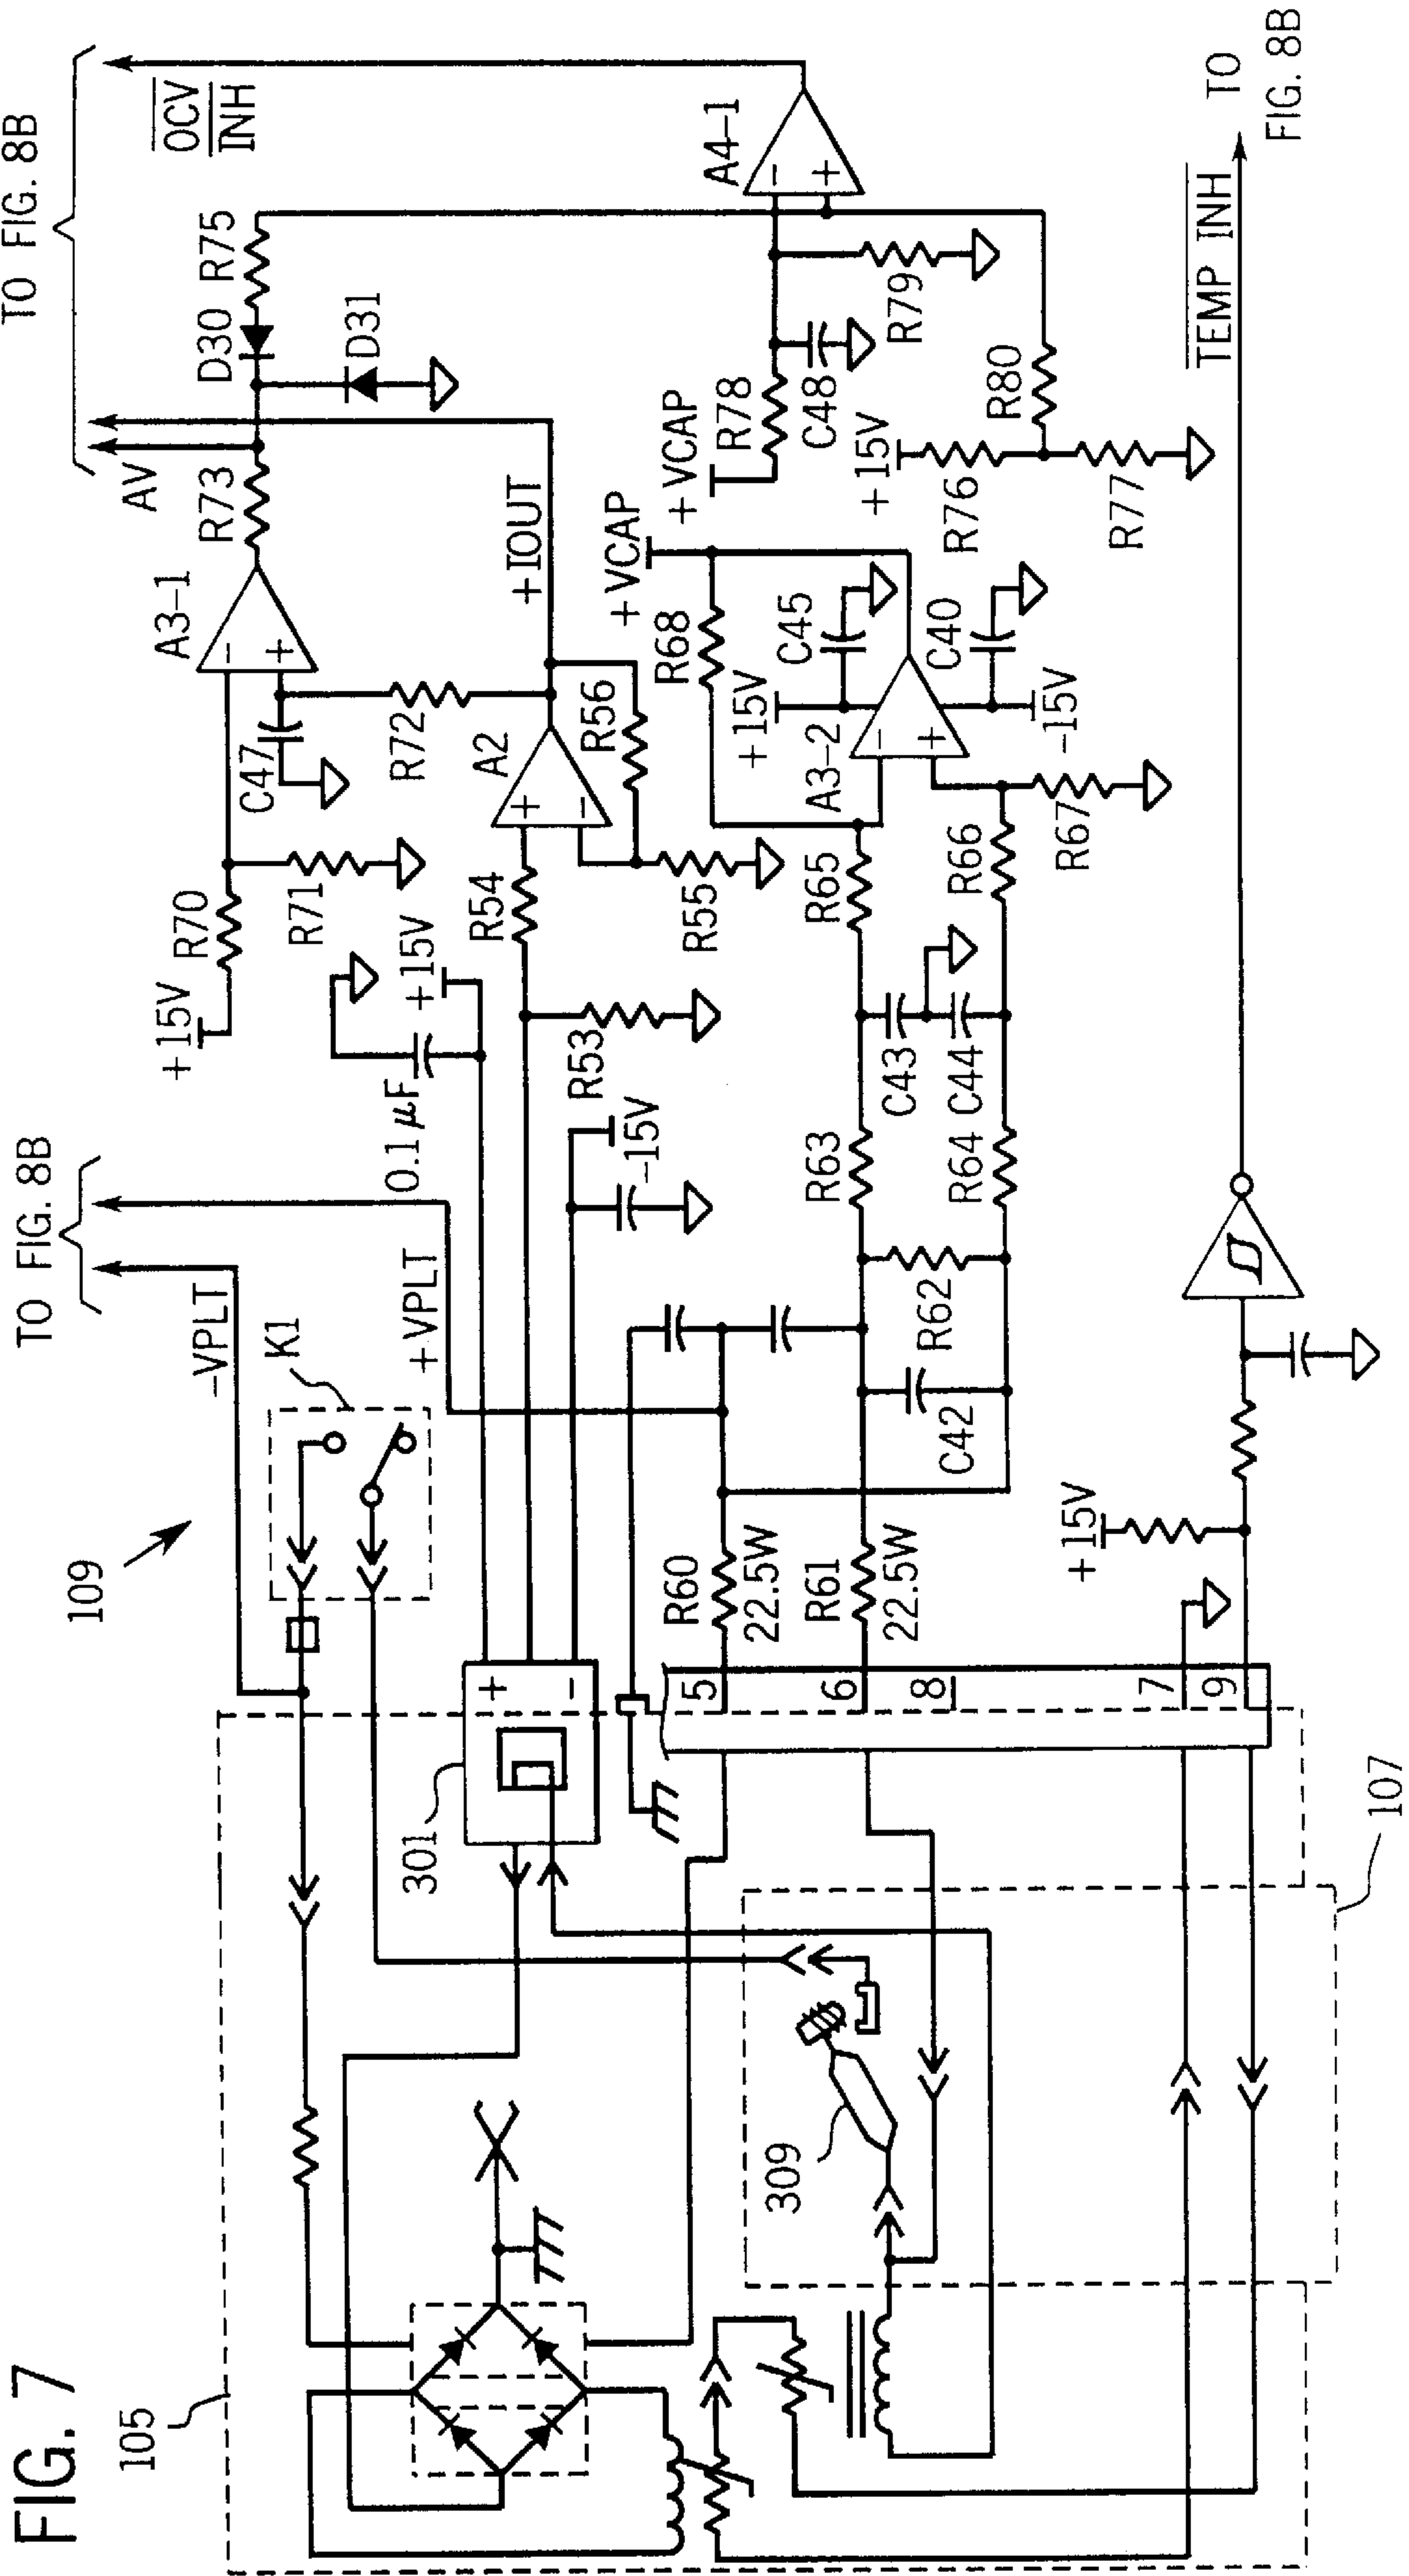 FIG. 7
109
TO FIG. 8B
TO FIG. 8B
105
-VPLT
K1
+VPLT
+15V
R70
R71
C47
A3-1
R73
AV
D30
R75
D31
OCV
INH
0.1 µF
+15V
R54
A2
R72
+IOUT
R56
R55
R53
-15V
301
+
−
+
−
−
+
R60
22.5W
R61
22.5W
5
6
8
7
9
C42
R62
R63
R64
C43
C44
R65
R66
R67
A3-2
−
+
+15V
-15V
R68
C45
C40
+VCAP
+VCAP
R78
C48
R79
A4-1
−
+
+15V
R76
R77
R80
309
107
+15V
TEMP INH
TO
FIG. 8B